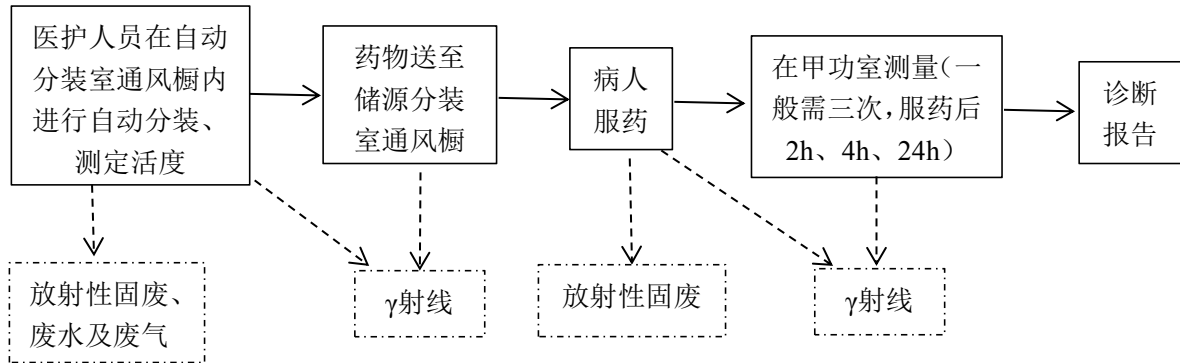 医护人员在自动
分装室通风橱内
进行自动分装、
测定活度
药物送至
储源分装
室通风橱
病人
服药
在甲功室测量（一
般需三次，服药后
2h、4h、24h）
诊断
报告
放射性固废、
废水及废气
γ射线
放射性固废
γ射线